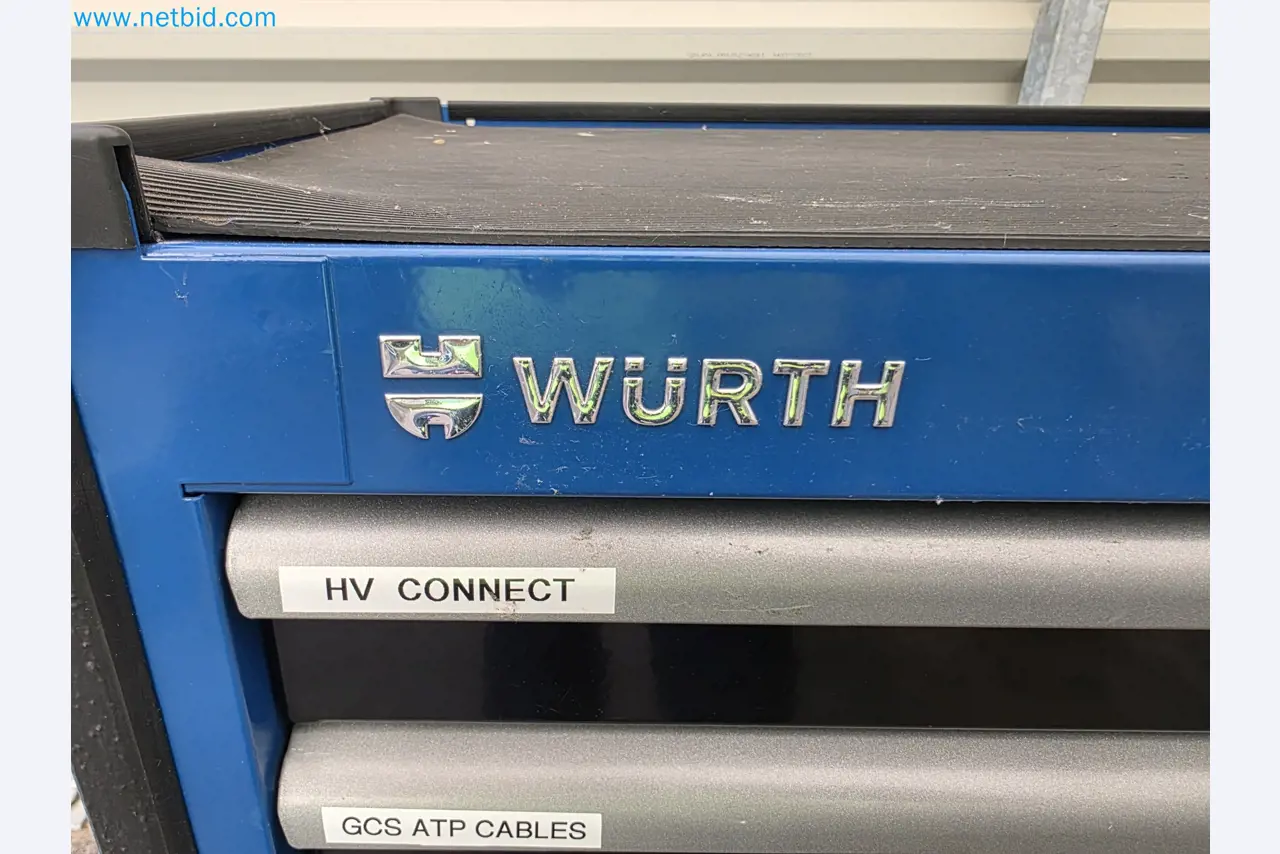 www.netbid.com
WÜRTH
HV CONNECT
GCS ATP CABLES